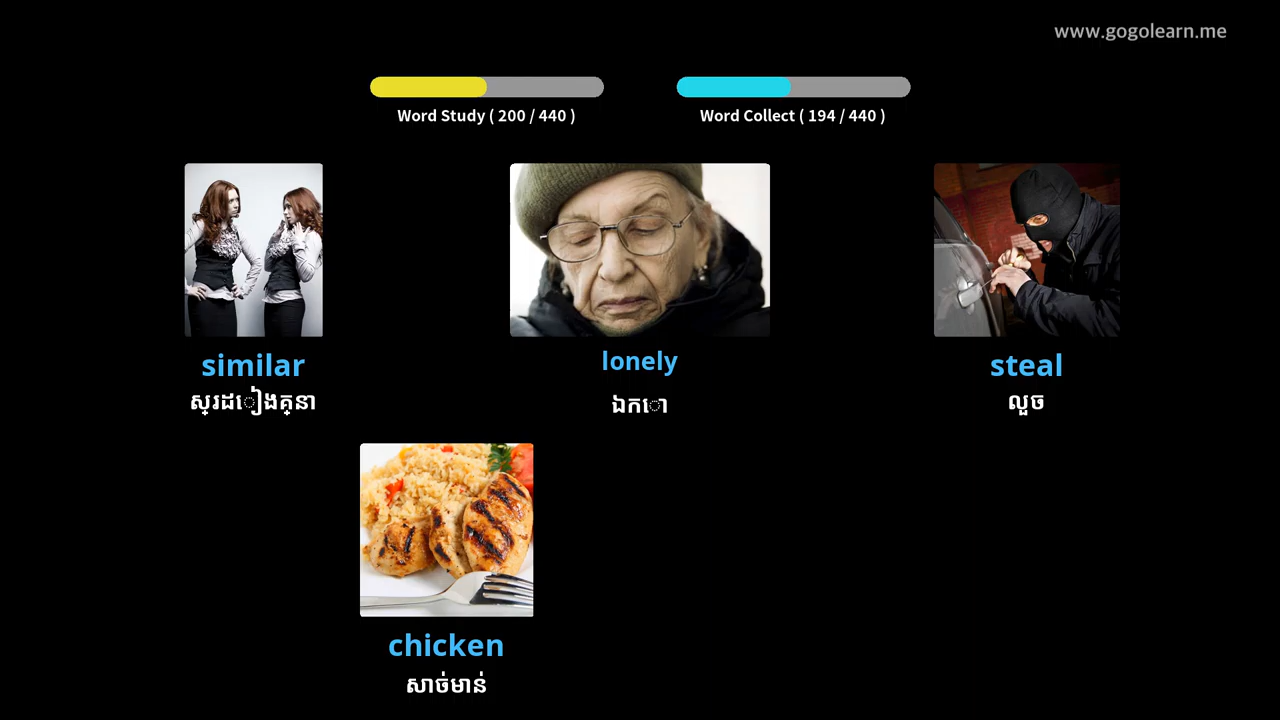 www.gogolearn.me
Word Study ( 200 / 440 )
Word Collect ( 194 / 440 )
similar
lonely
steal
ស្រដៀងគ្នា
ឯកោ
លួច
chicken
សាច់មាន់